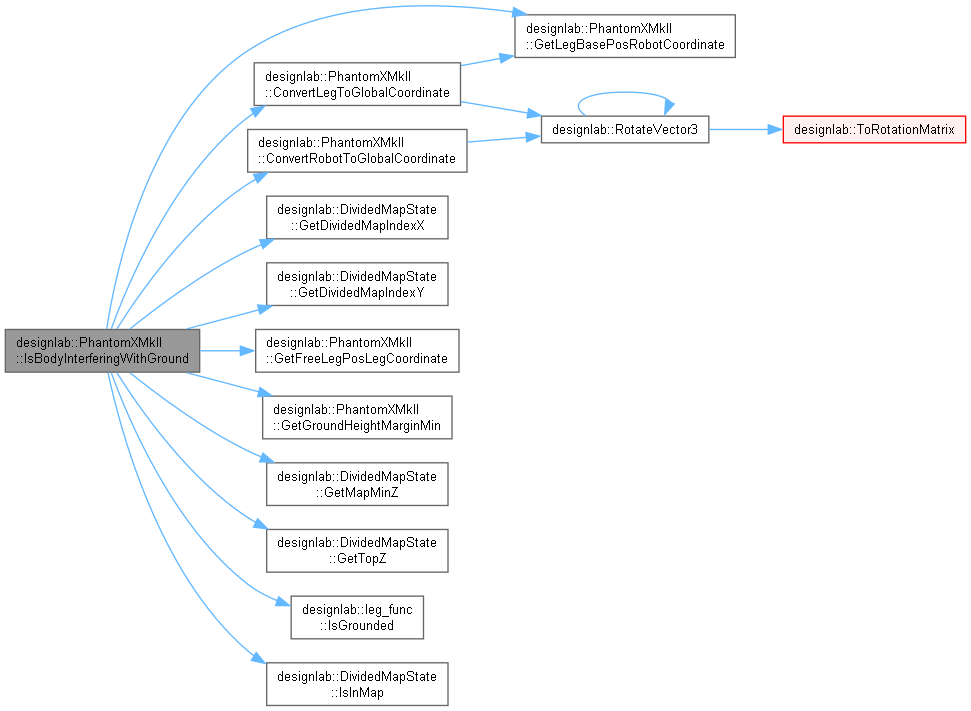 designlab::PhantomXMkII
::GetLegBasePosRobotCoordinate
designlab::PhantomXMkII
::ConvertLegToGlobalCoordinate
designlab::RotateVector3
designlab::ToRotationMatrix
designlab::PhantomXMkII
::ConvertRobotToGlobalCoordinate
designlab::DividedMapState
::GetDividedMapIndexX
designlab::DividedMapState
::GetDividedMapIndexY
designlab::PhantomXMkII
::IsBodyInterferingWithGround
designlab::PhantomXMkII
::GetFreeLegPosLegCoordinate
designlab::PhantomXMkII
::GetGroundHeightMarginMin
designlab::DividedMapState
::GetMapMinZ
designlab::DividedMapState
::GetTopZ
designlab::leg_func
::IsGrounded
designlab::DividedMapState
::IsInMap